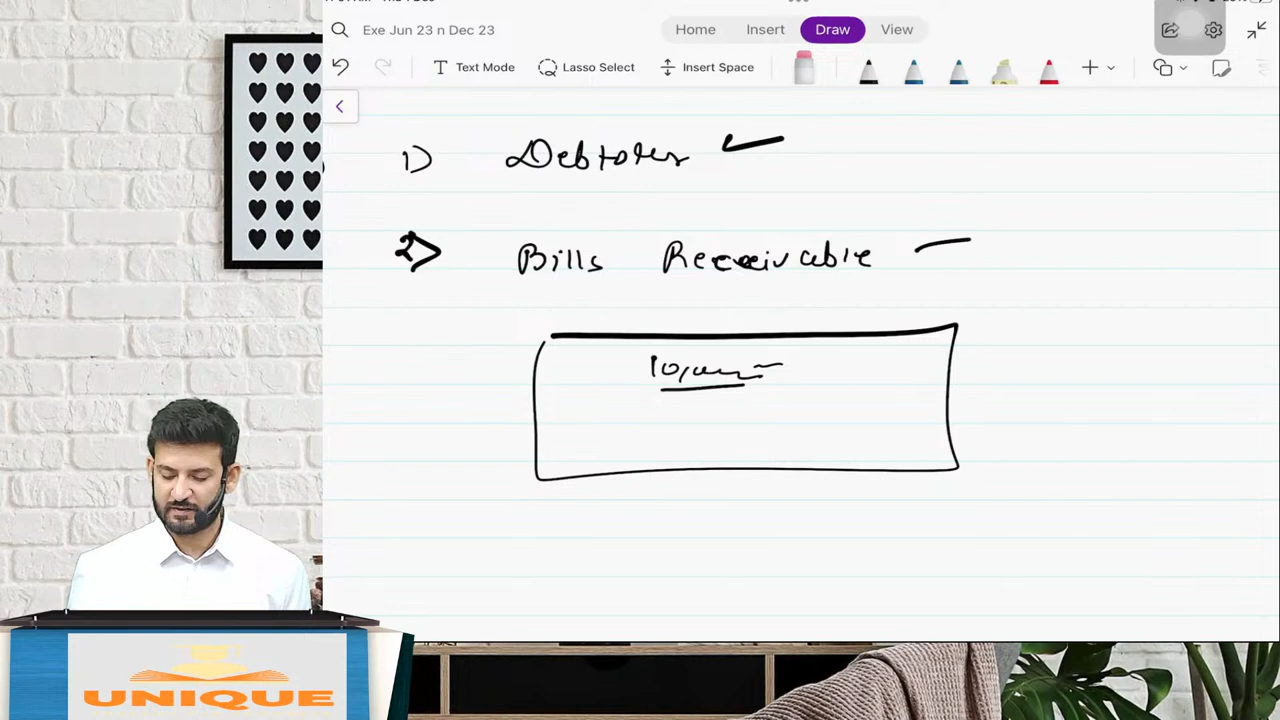 Exe Jun 23 n Dec 23
Home Insert Draw View
Text Mode Lasso Select Insert Space
1) Debtors
2) Bills Receivable
UNIQUE